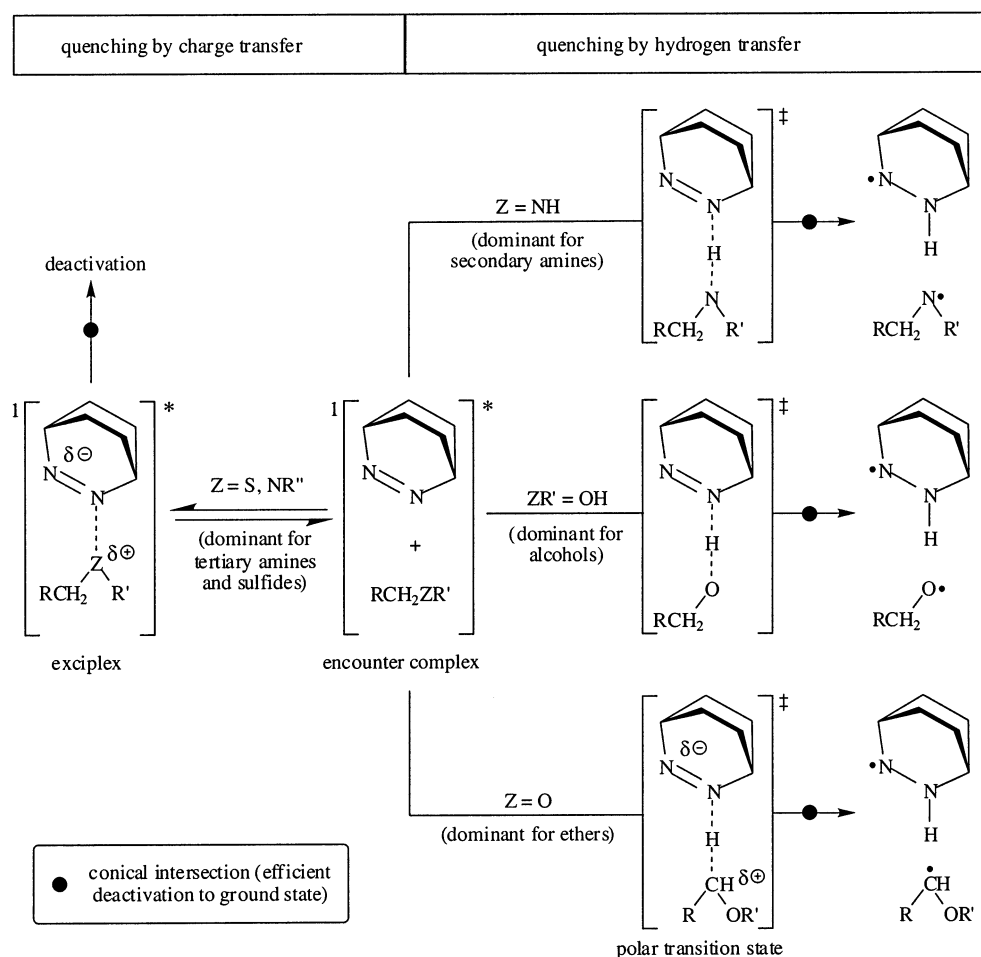 quenching by charge transfer
quenching by hydrogen transfer
deactivation
1
*
δ⊖
N
N
Z δ⊕
RCH₂
R'
exciplex
Z = S, NR"
(dominant for
tertiary amines
and sulfides)
1
*
N
N
+
RCH₂ZR'
encounter complex
Z = NH
(dominant for
secondary amines)
‡
N
N
H
N
RCH₂
R'
•N
N
H
N•
RCH₂
R'
ZR' = OH
(dominant for
alcohols)
‡
N
N
H
O
RCH₂
•N
N
H
O•
RCH₂
Z = O
(dominant for ethers)
‡
δ⊖
N
N
H
CH δ⊕
R
OR'
polar transition state
•N
N
H
•
CH
R
OR'
conical intersection (efficient
deactivation to ground state)